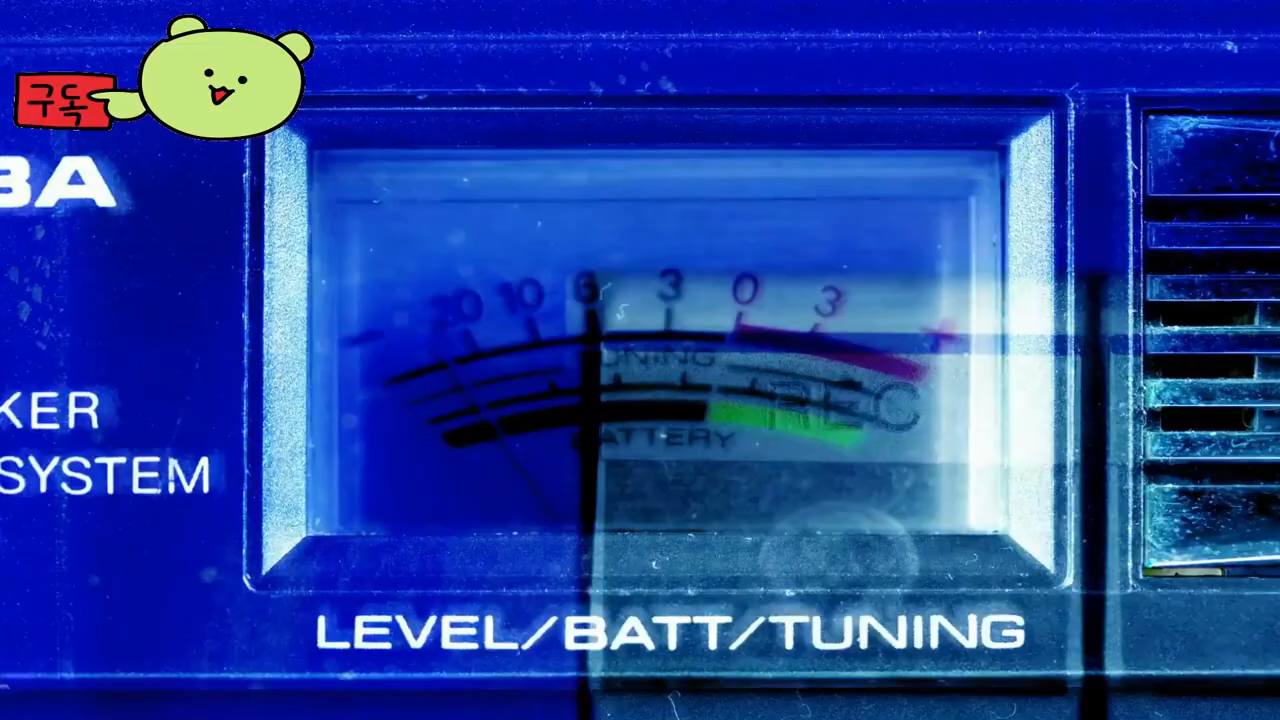 구독
BA
20 10 6 3 0 3
- +
TUNING
REC
BATTERY
KER
SYSTEM
LEVEL/BATT/TUNING